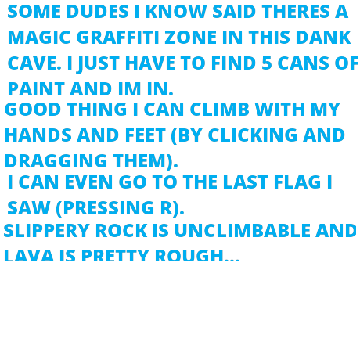 SOME DUDES I KNOW SAID THERES A
MAGIC GRAFFITI ZONE IN THIS DANK
CAVE. I JUST HAVE TO FIND 5 CANS OF
PAINT AND IM IN.
GOOD THING I CAN CLIMB WITH MY
HANDS AND FEET (BY CLICKING AND
DRAGGING THEM).
I CAN EVEN GO TO THE LAST FLAG I
SAW (PRESSING R).
SLIPPERY ROCK IS UNCLIMBABLE AND
LAVA IS PRETTY ROUGH...